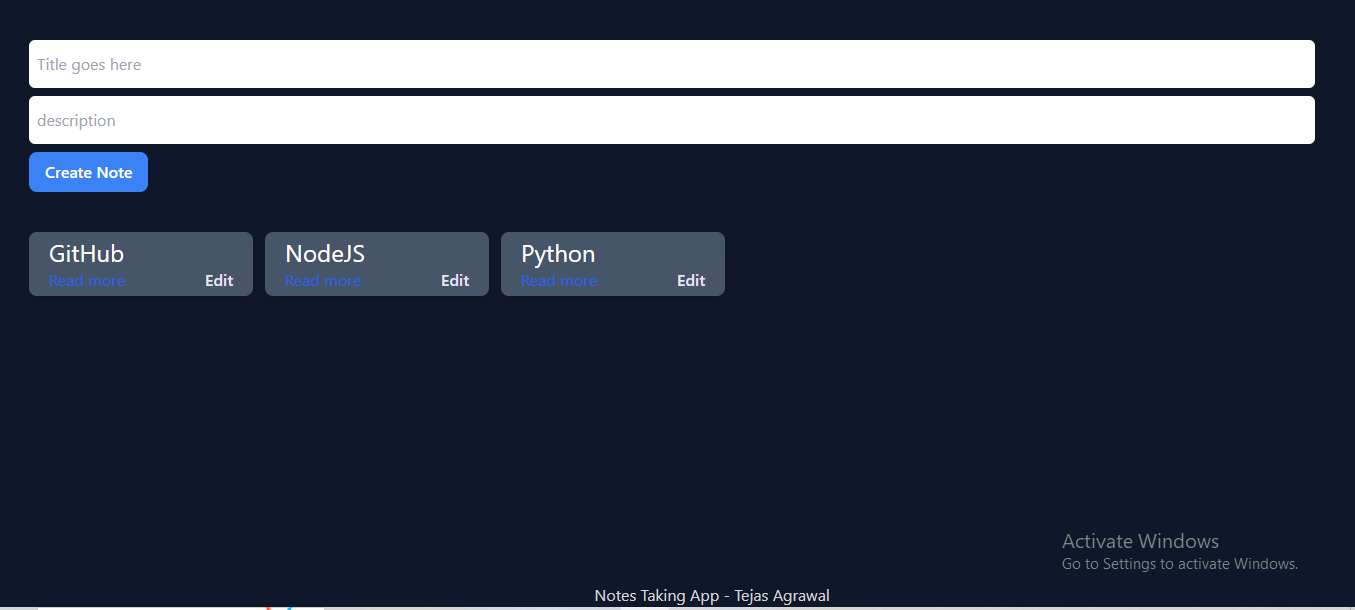 Title goes here
description
Create Note
GitHub
Read more Edit
NodeJS
Read more Edit
Python
Read more Edit
Activate Windows
Go to Settings to activate Windows.
Notes Taking App - Tejas Agrawal